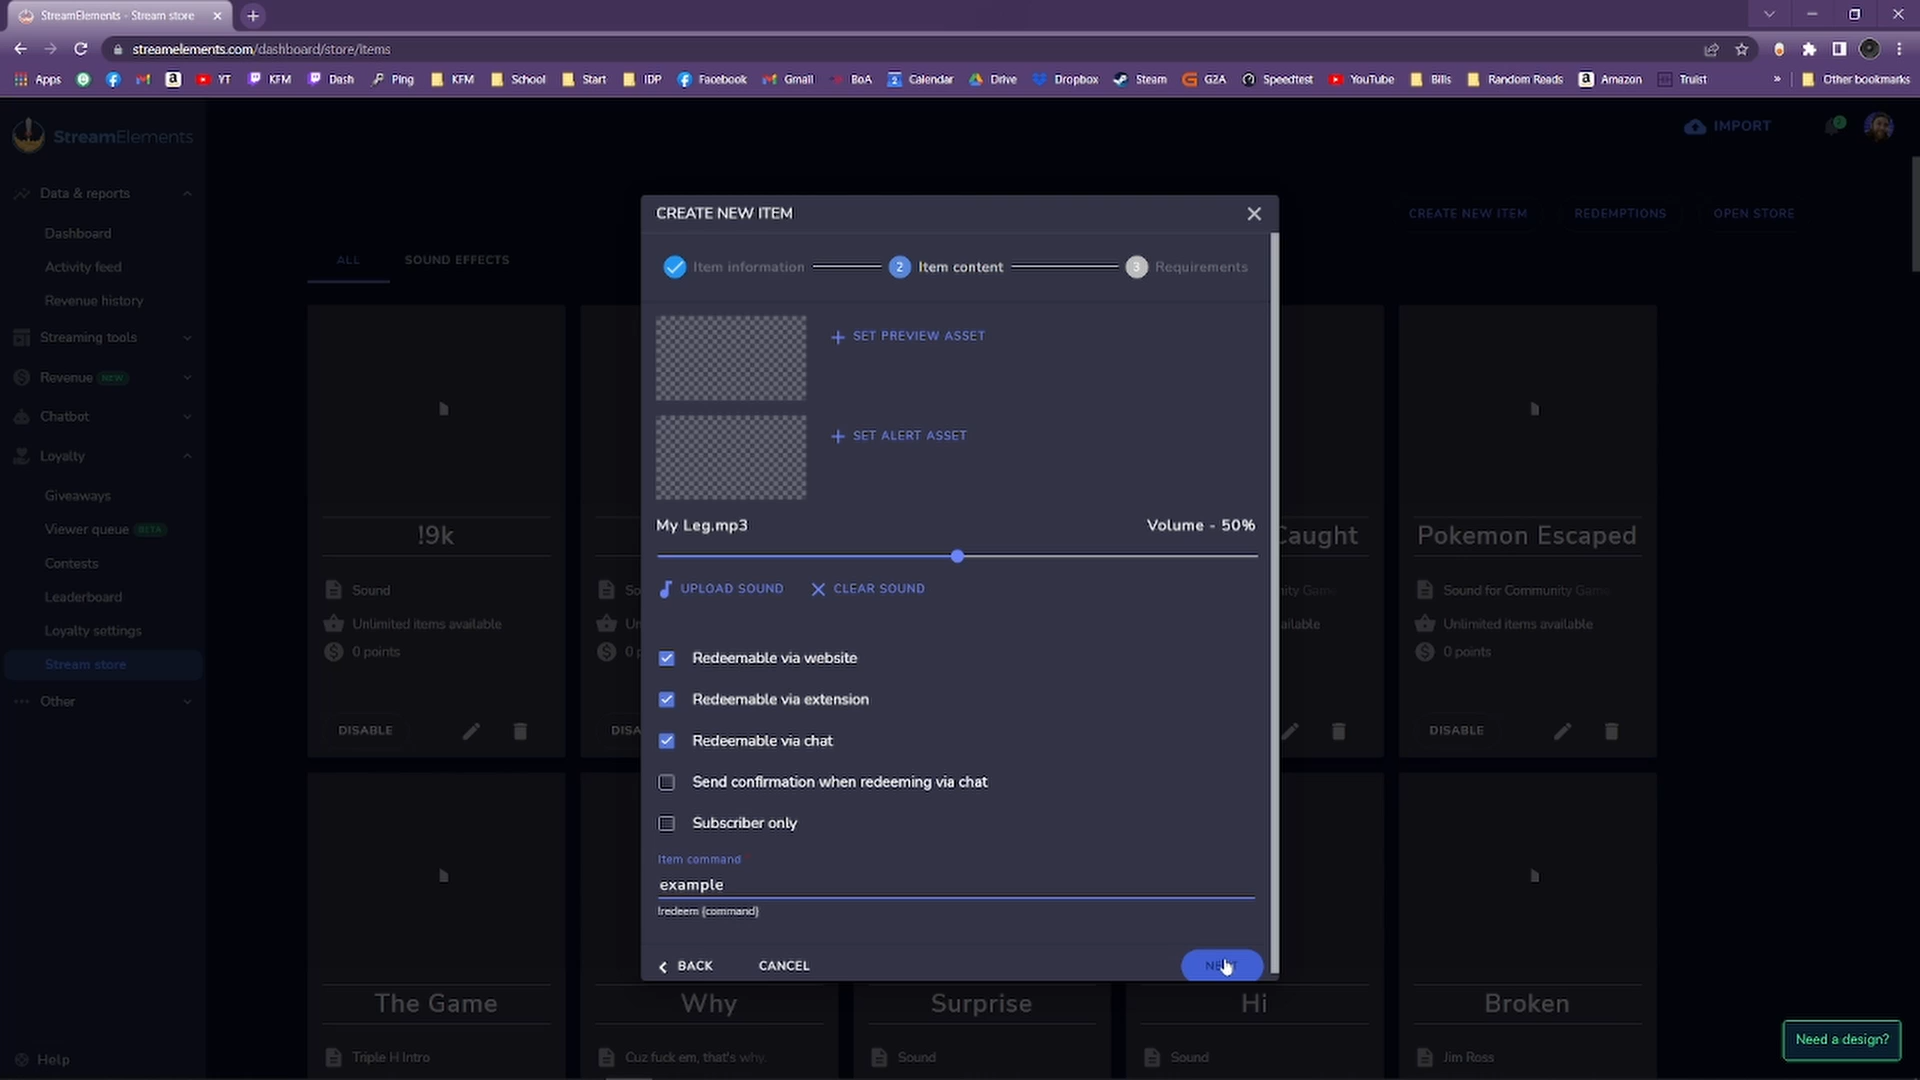 StreamElements - Stream store
streamelements.com/dashboard/store/items
Apps YT KFM Dash Ping KFM School Start IDP Facebook Gmail BoA Calendar Drive Dropbox Steam G2A Speedtest YouTube Bills Random Reads Amazon Truist » Other bookmarks
StreamElements
IMPORT
2
Data & reports
Dashboard
Activity feed
Revenue history
Streaming tools
Revenue NEW
Chatbot
Loyalty
Giveaways
Viewer queue BETA
Contests
Leaderboard
Loyalty settings
Stream store
Other
Help
CREATE NEW ITEM
REDEMPTIONS
OPEN STORE
ALL
SOUND EFFECTS
!9k
Sound
Unlimited items available
0 points
DISABLE
Caught
Pokemon Escaped
Sound for Community Game
Unlimited items available
0 points
DISABLE
CREATE NEW ITEM
Item information
2 Item content
3 Requirements
SET PREVIEW ASSET
SET ALERT ASSET
My Leg.mp3
Volume - 50%
UPLOAD SOUND
CLEAR SOUND
Redeemable via website
Redeemable via extension
Redeemable via chat
Send confirmation when redeeming via chat
Subscriber only
Item command *
example
!redeem {command}
BACK
CANCEL
NEXT
The Game
Why
Surprise
Hi
Broken
Triple H Intro
Cuz fuck em, that's why.
Sound
Sound
Jim Ross
Need a design?